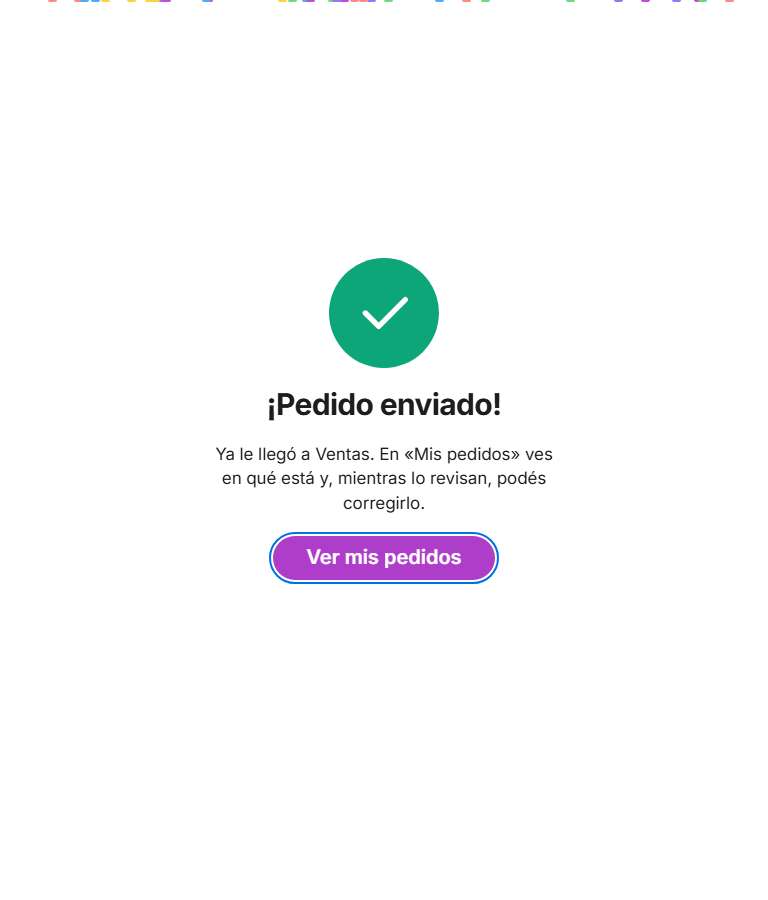 ¡Pedido enviado!
Ya le llegó a Ventas. En «Mis pedidos» ves
en qué está y, mientras lo revisan, podés
corregirlo.
Ver mis pedidos